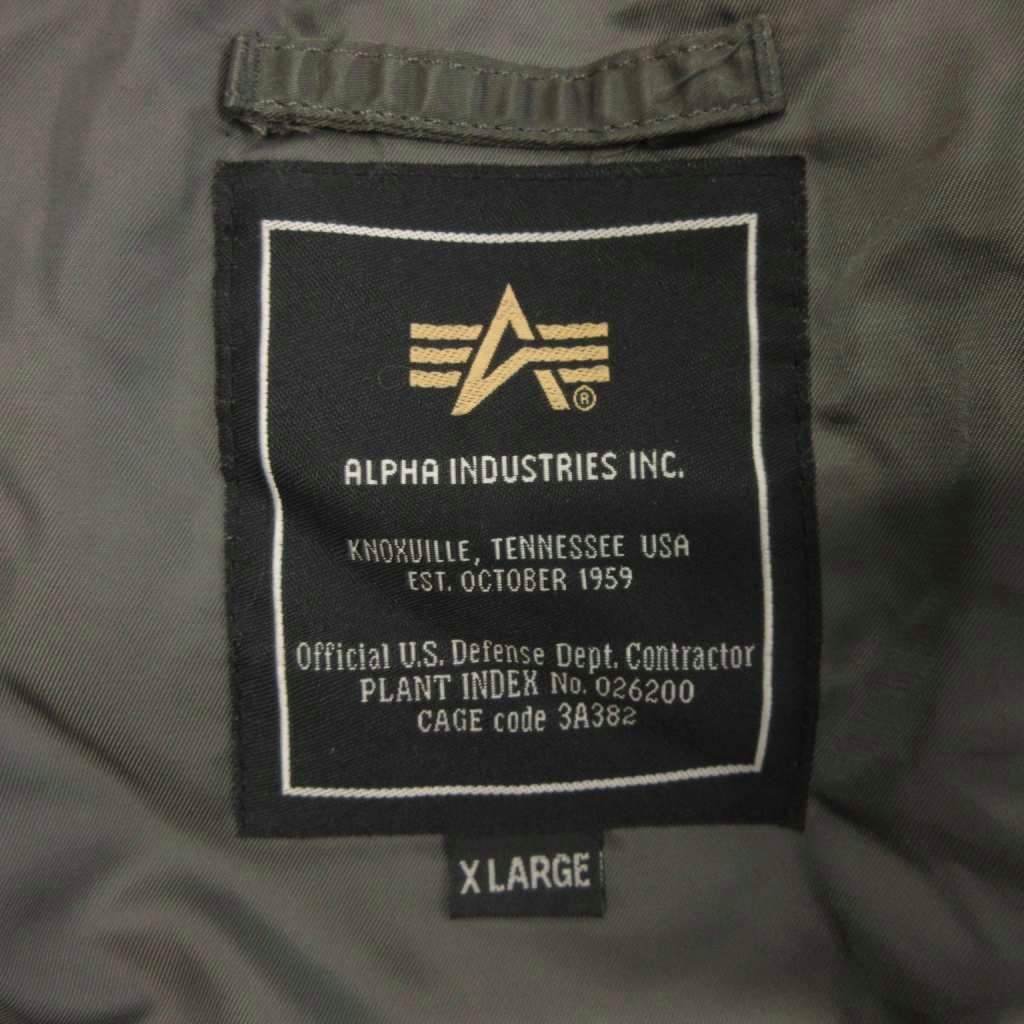 ®
ALPHA INDUSTRIES INC.
KNOXVILLE, TENNESSEE USA
EST. OCTOBER 1959
Official U.S. Defense Dept. Contractor
PLANT INDEX No. 026200
CAGE code 3A382
X LARGE